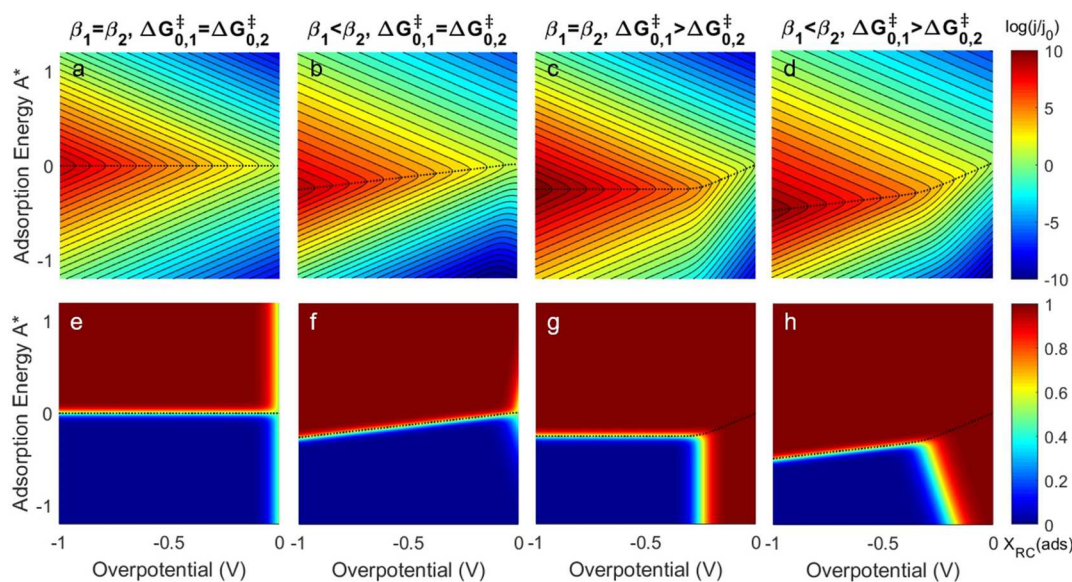 β₁=β₂, ΔG‡₀,₁=ΔG‡₀,₂
β₁<β₂, ΔG‡₀,₁=ΔG‡₀,₂
β₁=β₂, ΔG‡₀,₁>ΔG‡₀,₂
β₁<β₂, ΔG‡₀,₁>ΔG‡₀,₂
log(j/j₀)
Adsorption Energy A*
1
0
-1
a
b
c
d
10
5
0
-5
-10
Adsorption Energy A*
1
0
-1
e
f
g
h
1
0.8
0.6
0.4
0.2
0
X_RC(ads)
-1
-0.5
0
-1
-0.5
0
-1
-0.5
0
-1
-0.5
0
Overpotential (V)
Overpotential (V)
Overpotential (V)
Overpotential (V)